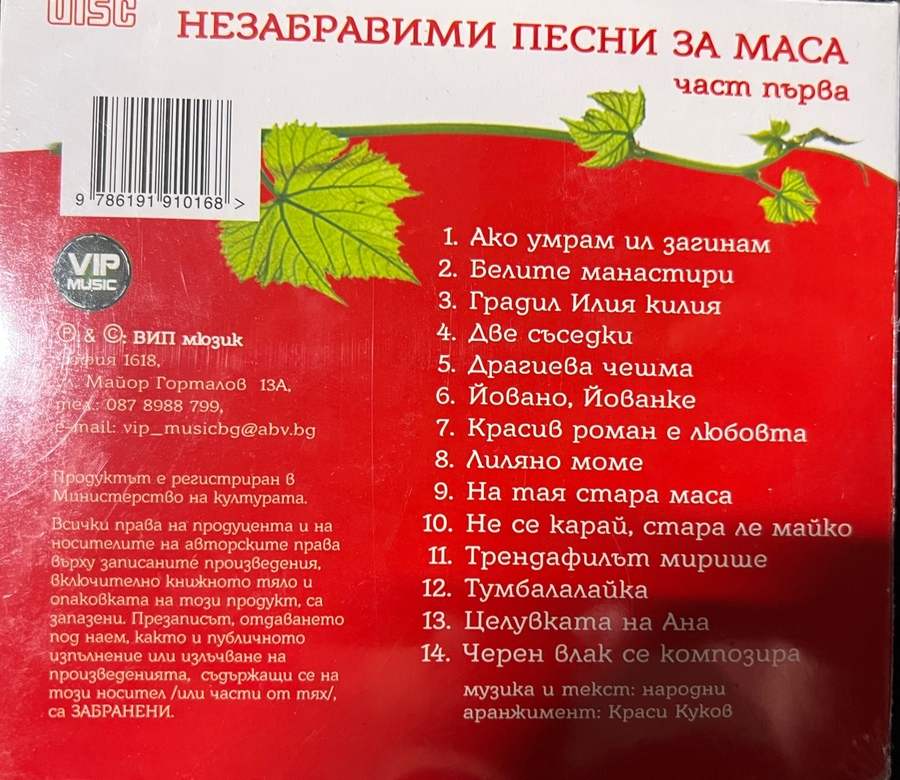 DISC
НЕЗАБРАВИМИ ПЕСНИ ЗА МАСА
част първа
9 786191 910168 >
VIP
MUSIC
1. Ако умрам ил загинам
2. Белите манастири
3. Градил Илия килия
4. Две съседки
5. Драгиева чешма
6. Йовано, Йованке
7. Красив роман е любовта
8. Лиляно моме
9. На тая стара маса
10. Не се карай, стара ле майко
11. Трендафилът мирише
12. Тумбалалайка
13. Целувката на Ана
14. Черен влак се композира
музика и текст: народни
аранжимент: Краси Куков
℗ & ©: ВИП мюзик
София 1618,
Майор Горталов 13А,
тел.: 087 8988 799,
e-mail: vip_musicbg@abv.bg
Продуктът е регистриран в
Министерство на културата.
Всички права на продуцента и на
носителите на авторските права
върху записаните произведения,
включително книжното тяло и
опаковката на този продукт, са
запазени. Презаписът, отдаването
под наем, както и публичното
изпълнение или излъчване на
произведенията, съдържащи се на
този носител /или части от тях/,
са ЗАБРАНЕНИ.